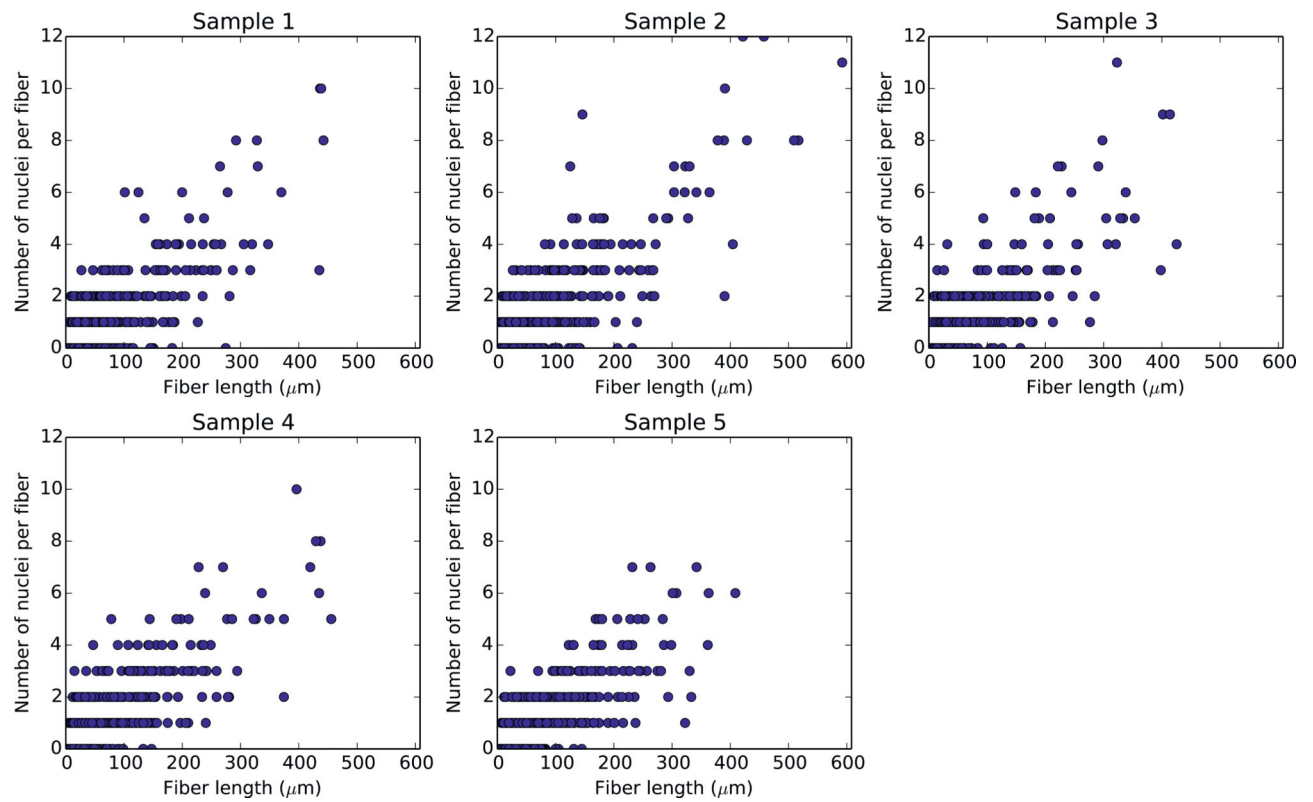 Sample 1
Number of nuclei per fiber
12
10
8
6
4
2
0
0 100 200 300 400 500 600
Fiber length (μm)
Sample 2
Number of nuclei per fiber
12
10
8
6
4
2
0
0 100 200 300 400 500 600
Fiber length (μm)
Sample 3
Number of nuclei per fiber
12
10
8
6
4
2
0
0 100 200 300 400 500 600
Fiber length (μm)
Sample 4
Number of nuclei per fiber
12
10
8
6
4
2
0
0 100 200 300 400 500 600
Fiber length (μm)
Sample 5
Number of nuclei per fiber
12
10
8
6
4
2
0
0 100 200 300 400 500 600
Fiber length (μm)